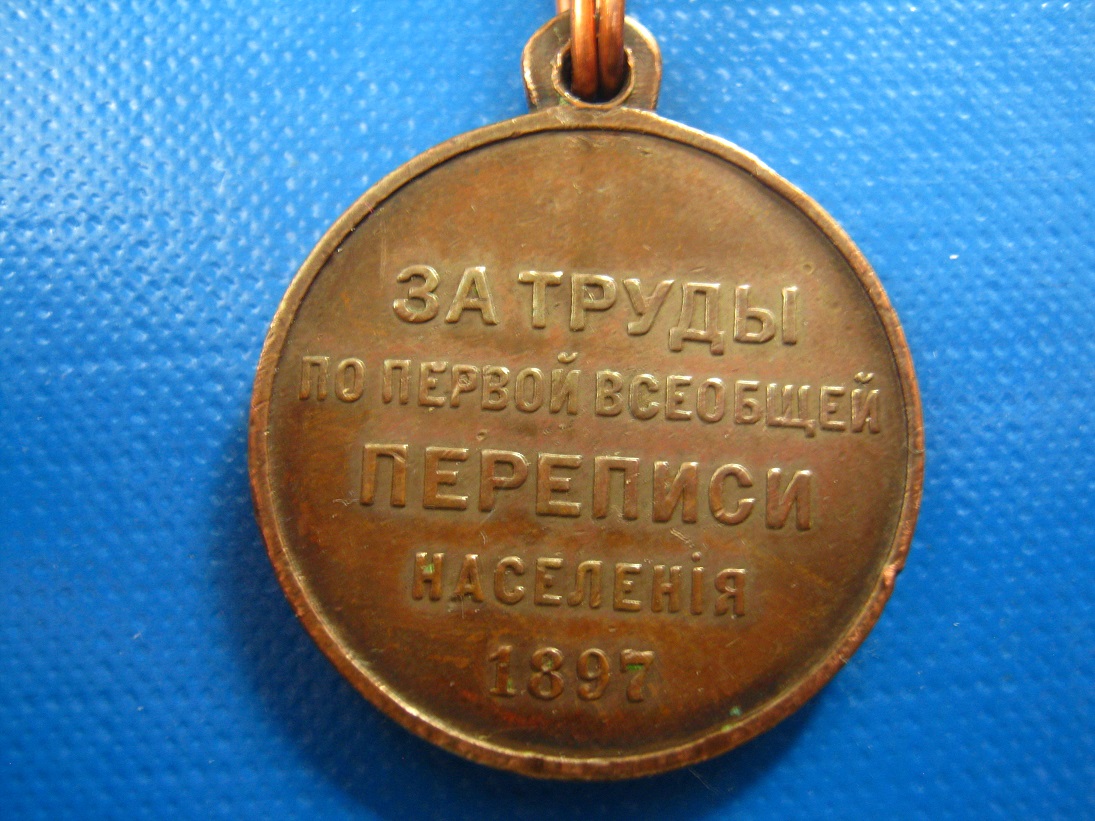 ЗА ТРУДЫ
ПО ПЕРВОЙ ВСЕОБЩЕЙ
ПЕРЕПИСИ
НАСЕЛЕНІЯ
1897